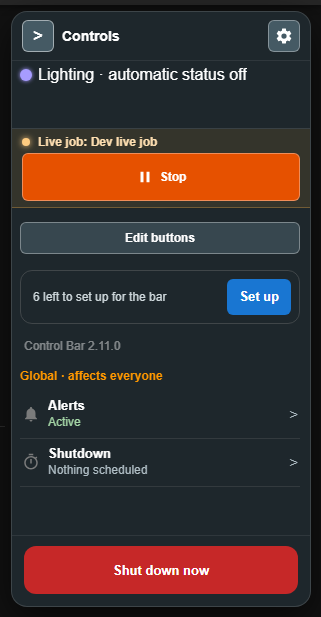 > Controls
Lighting · automatic status off
Live job: Dev live job
Stop
Edit buttons
6 left to set up for the bar
Set up
Control Bar 2.11.0
Global · affects everyone
Alerts
Active
>
Shutdown
Nothing scheduled
>
Shut down now